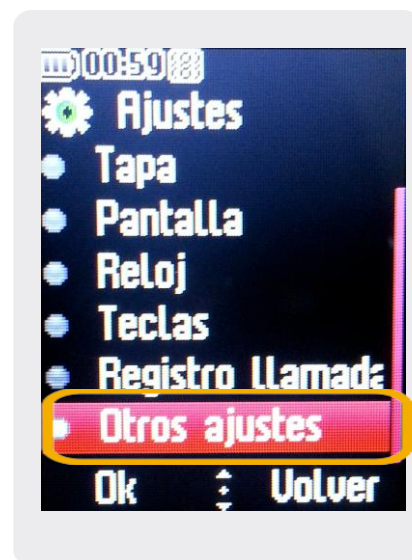 00:59
Ajustes
Tapa
Pantalla
Reloj
Teclas
Registro llamada
Otros ajustes
Ok Volver